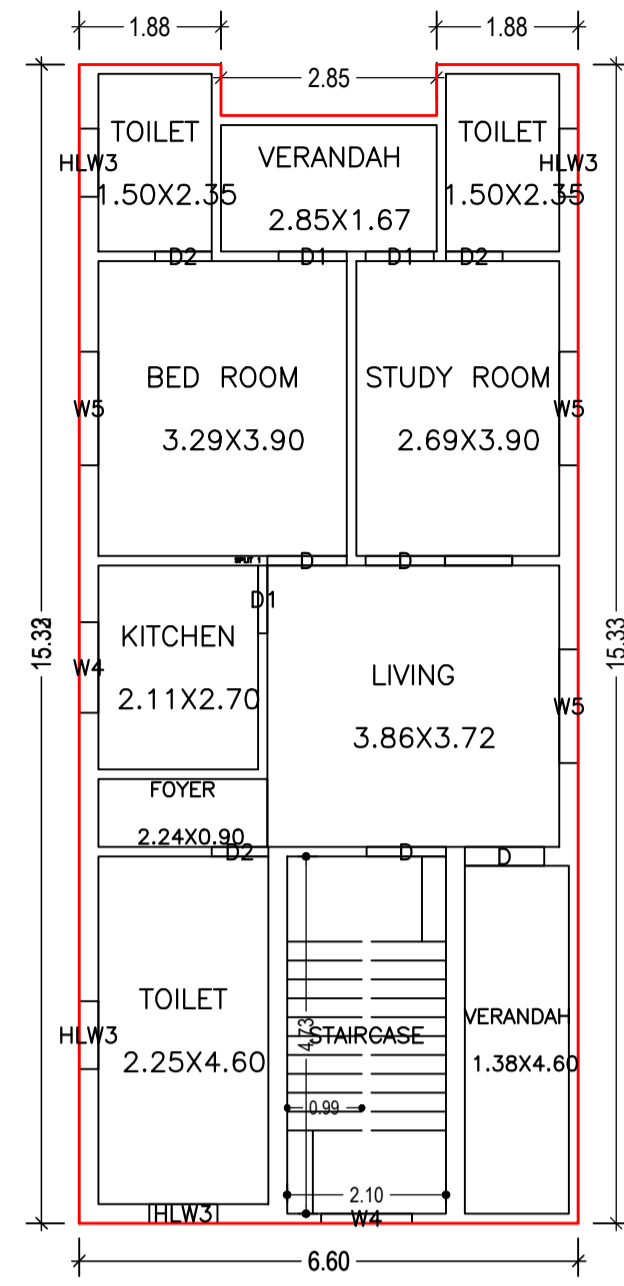 1.88
1.88
2.85
TOILET
TOILET
VERANDAH
HLW3
HLW3
1.50X2.35
1.50X2.35
2.85X1.67
D2
D1
D1
D2
BED ROOM
STUDY ROOM
W5
W5
3.29X3.90
2.69X3.90
SPLIT 1
D
D
D1
KITCHEN
15.33
W4
LIVING
2.11X2.70
W5
3.86X3.72
FOYER
2.24X0.90
D2
D
D
TOILET
VERANDAH
HLW3
4.73
STAIRCASE
2.25X4.60
1.38X4.60
0.99
2.10
HLW3
W4
6.60